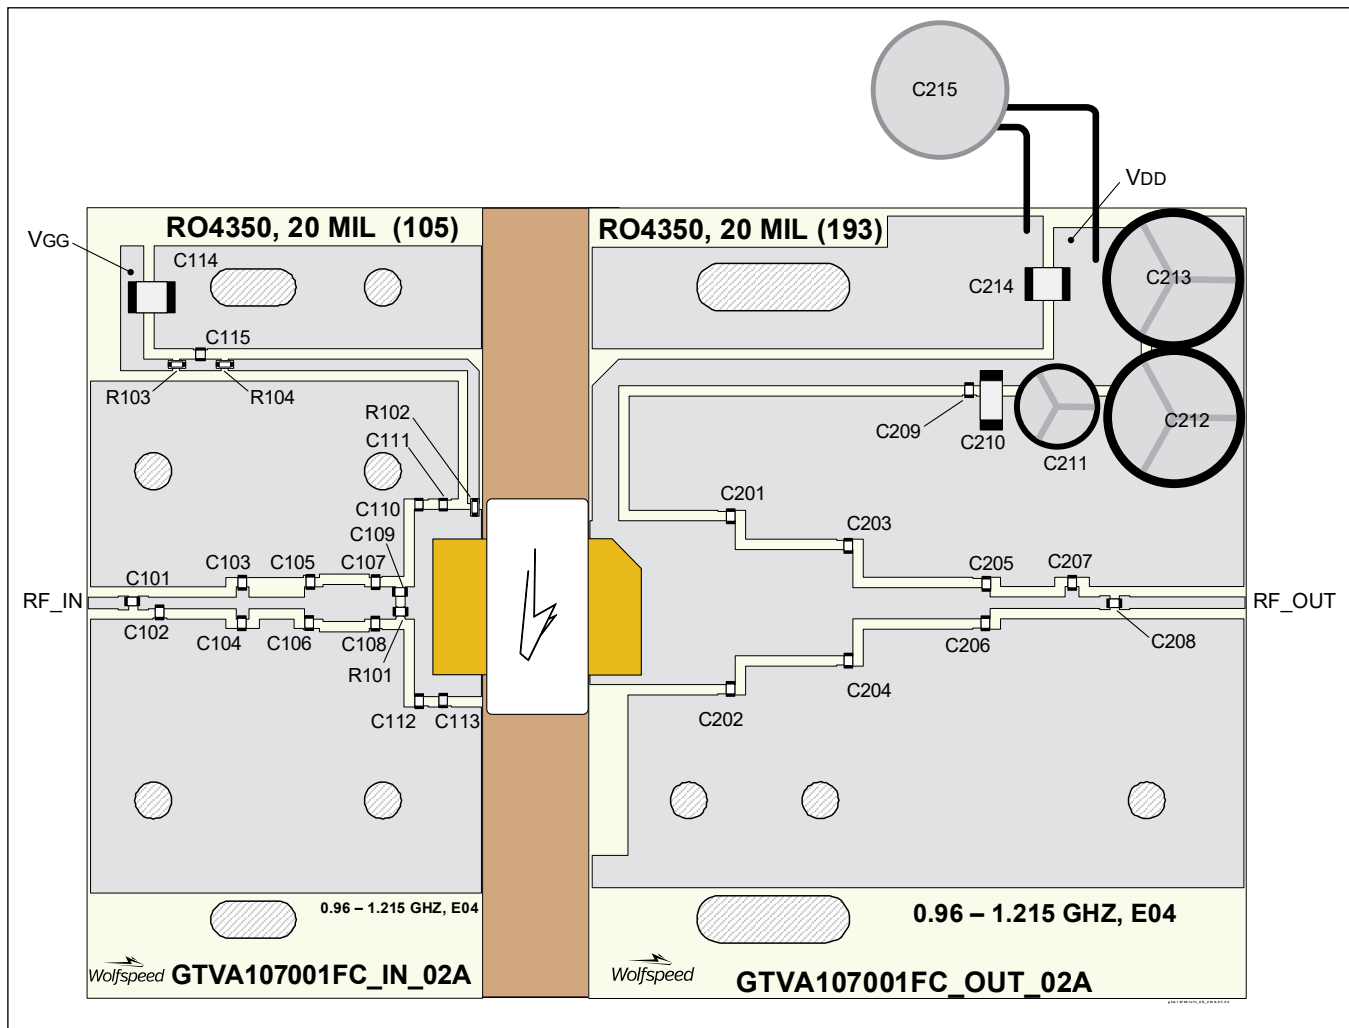 C215
VDD
RO4350, 20 MIL (105)
RO4350, 20 MIL (193)
VGG
C114
C213
C214
C115
R103
R104
R102
C209
C210
C211
C212
C111
C110
C109
C201
C203
C103
C105
C107
C205
C207
C101
RF_IN
RF_OUT
C102
C104
C106
C108
R101
C206
C208
C204
C112
C113
C202
0.96 – 1.215 GHZ, E04
0.96 – 1.215 GHZ, E04
Wolfspeed
GTVA107001FC_IN_02A
Wolfspeed
GTVA107001FC_OUT_02A